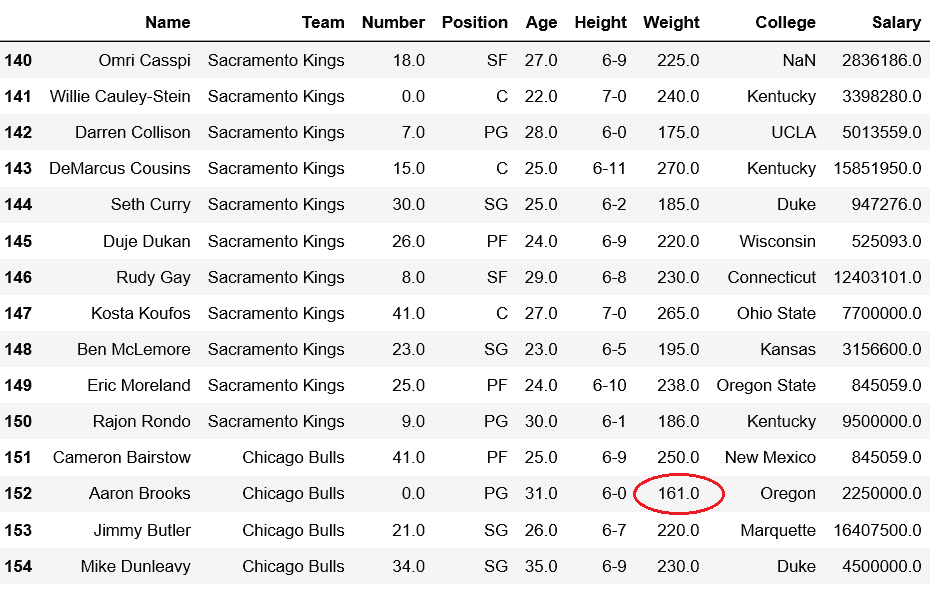 Name Team Number Position Age Height Weight College Salary
140 Omri Casspi Sacramento Kings 18.0 SF 27.0 6-9 225.0 NaN 2836186.0
141 Willie Cauley-Stein Sacramento Kings 0.0 C 22.0 7-0 240.0 Kentucky 3398280.0
142 Darren Collison Sacramento Kings 7.0 PG 28.0 6-0 175.0 UCLA 5013559.0
143 DeMarcus Cousins Sacramento Kings 15.0 C 25.0 6-11 270.0 Kentucky 15851950.0
144 Seth Curry Sacramento Kings 30.0 SG 25.0 6-2 185.0 Duke 947276.0
145 Duje Dukan Sacramento Kings 26.0 PF 24.0 6-9 220.0 Wisconsin 525093.0
146 Rudy Gay Sacramento Kings 8.0 SF 29.0 6-8 230.0 Connecticut 12403101.0
147 Kosta Koufos Sacramento Kings 41.0 C 27.0 7-0 265.0 Ohio State 7700000.0
148 Ben McLemore Sacramento Kings 23.0 SG 23.0 6-5 195.0 Kansas 3156600.0
149 Eric Moreland Sacramento Kings 25.0 PF 24.0 6-10 238.0 Oregon State 845059.0
150 Rajon Rondo Sacramento Kings 9.0 PG 30.0 6-1 186.0 Kentucky 9500000.0
151 Cameron Bairstow Chicago Bulls 41.0 PF 25.0 6-9 250.0 New Mexico 845059.0
152 Aaron Brooks Chicago Bulls 0.0 PG 31.0 6-0 161.0 Oregon 2250000.0
153 Jimmy Butler Chicago Bulls 21.0 SG 26.0 6-7 220.0 Marquette 16407500.0
154 Mike Dunleavy Chicago Bulls 34.0 SG 35.0 6-9 230.0 Duke 4500000.0